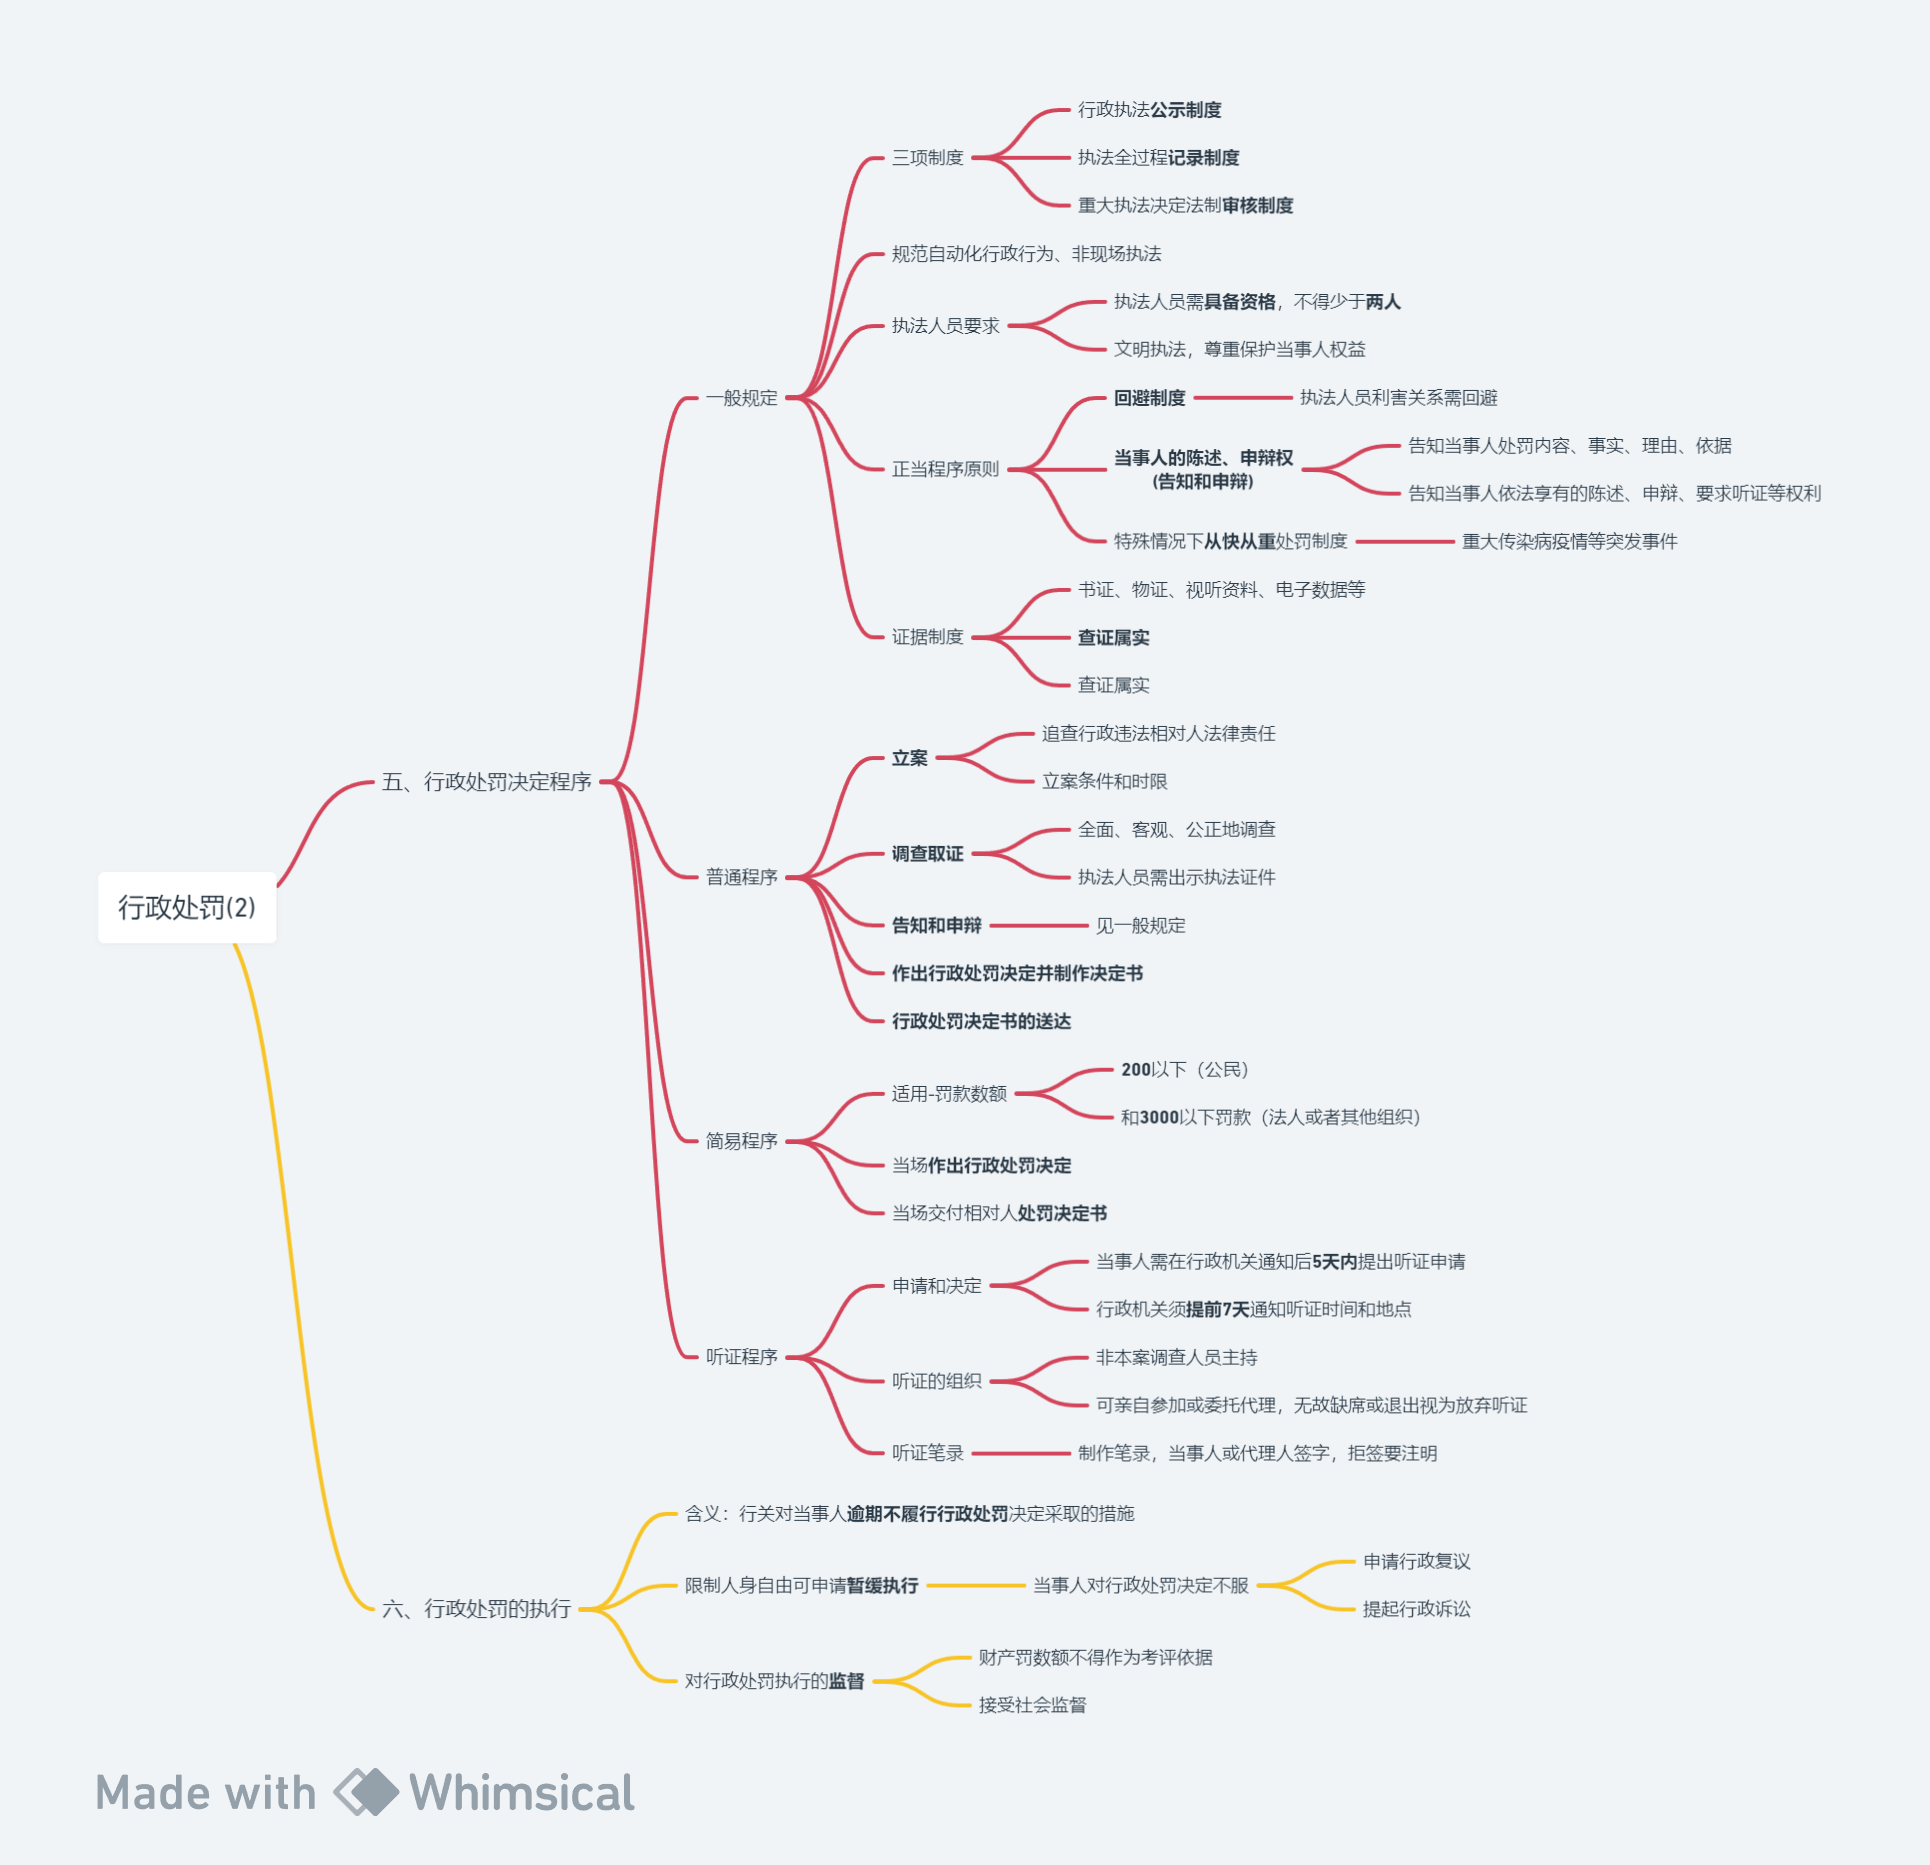 行政处罚(2)
五、行政处罚决定程序
一般规定
三项制度
行政执法公示制度
执法全过程记录制度
重大执法决定法制审核制度
规范自动化行政行为、非现场执法
执法人员要求
执法人员需具备资格，不得少于两人
文明执法，尊重保护当事人权益
正当程序原则
回避制度
执法人员利害关系需回避
当事人的陈述、申辩权
(告知和申辩)
告知当事人处罚内容、事实、理由、依据
告知当事人依法享有的陈述、申辩、要求听证等权利
特殊情况下从快从重处罚制度
重大传染病疫情等突发事件
证据制度
书证、物证、视听资料、电子数据等
查证属实
查证属实
普通程序
立案
追查行政违法相对人法律责任
立案条件和时限
调查取证
全面、客观、公正地调查
执法人员需出示执法证件
告知和申辩
见一般规定
作出行政处罚决定并制作决定书
行政处罚决定书的送达
简易程序
适用-罚款数额
200以下（公民）
和3000以下罚款（法人或者其他组织）
当场作出行政处罚决定
当场交付相对人处罚决定书
听证程序
申请和决定
当事人需在行政机关通知后5天内提出听证申请
行政机关须提前7天通知听证时间和地点
听证的组织
非本案调查人员主持
可亲自参加或委托代理，无故缺席或退出视为放弃听证
听证笔录
制作笔录，当事人或代理人签字，拒签要注明
六、行政处罚的执行
含义：行关对当事人逾期不履行行政处罚决定采取的措施
限制人身自由可申请暂缓执行
当事人对行政处罚决定不服
申请行政复议
提起行政诉讼
对行政处罚执行的监督
财产罚数额不得作为考评依据
接受社会监督
Made with Whimsical